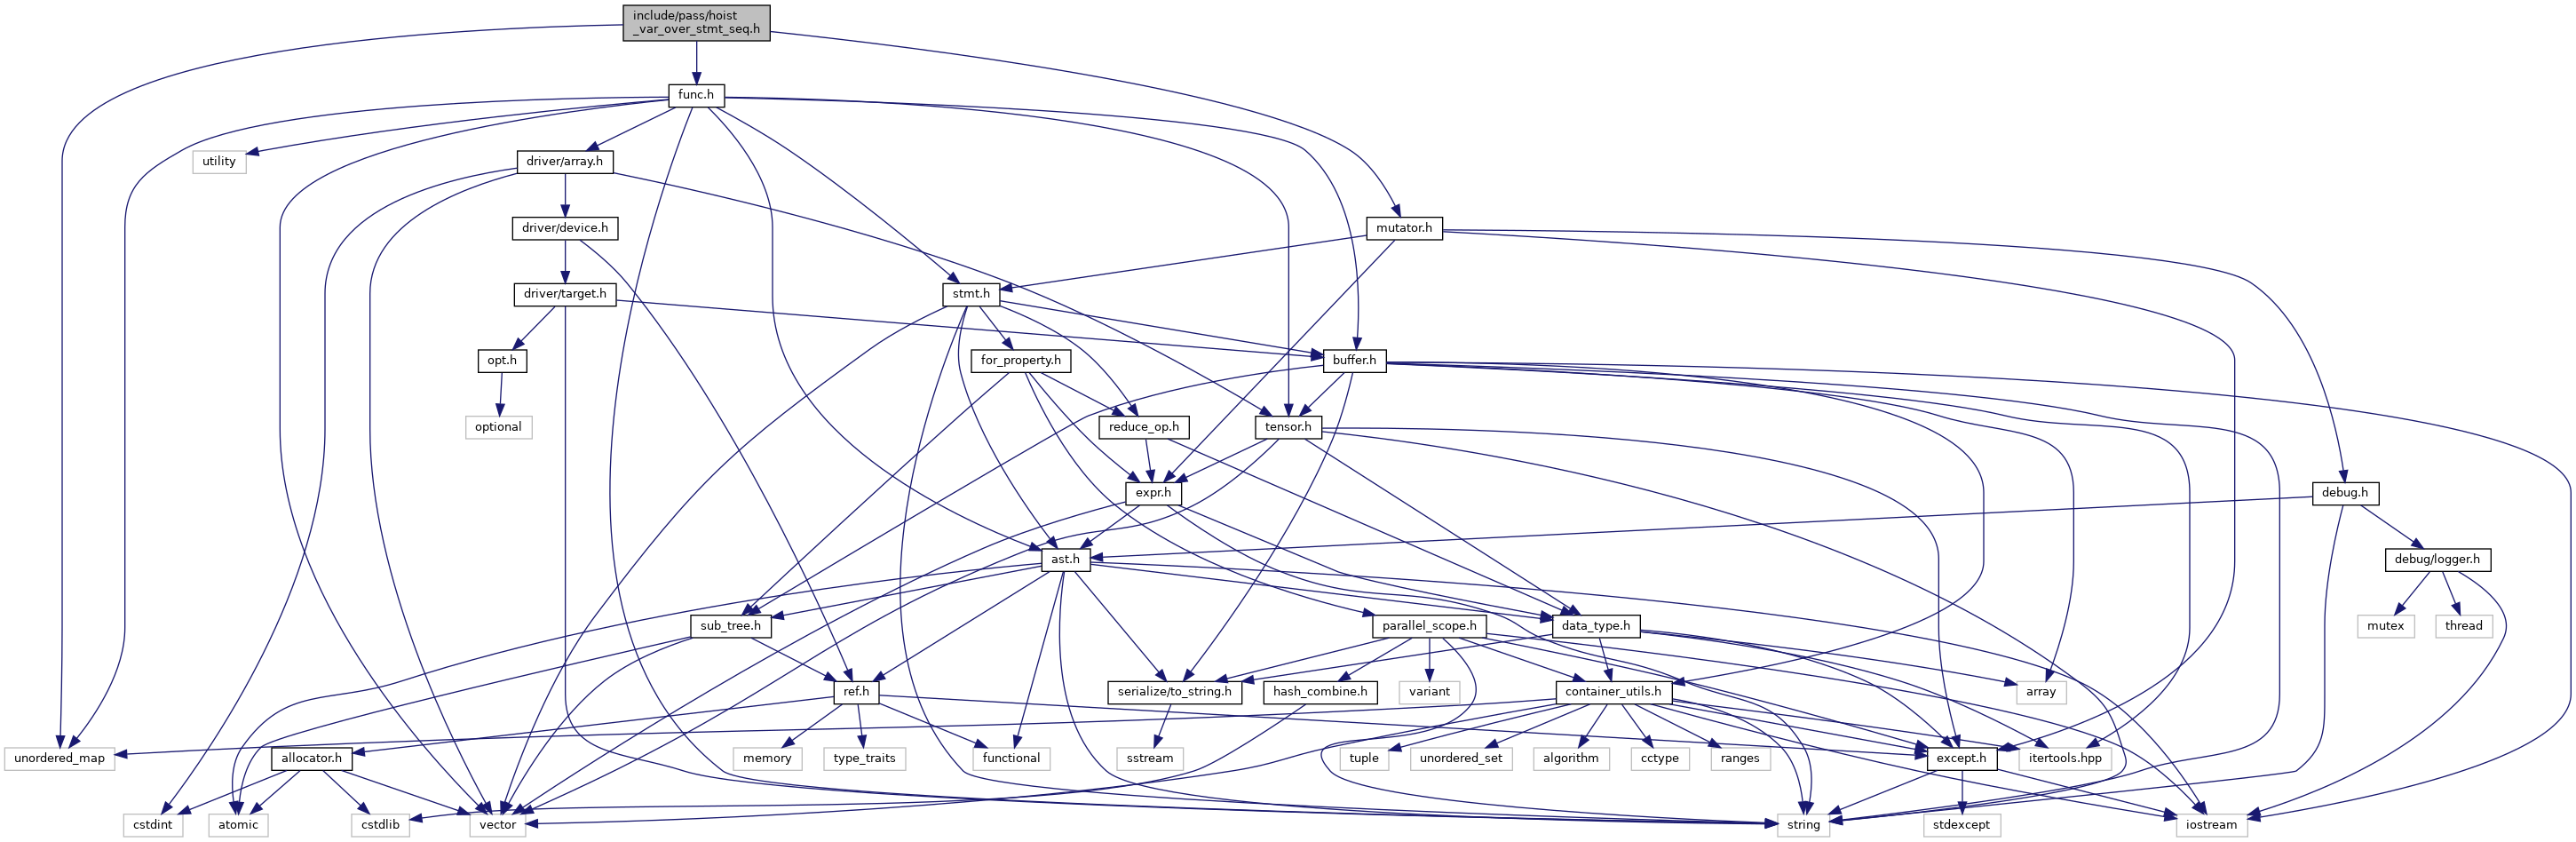 include/pass/hoist
_var_over_stmt_seq.h
func.h
utility
driver/array.h
driver/device.h
mutator.h
driver/target.h
stmt.h
opt.h
for_property.h
buffer.h
optional
reduce_op.h
tensor.h
expr.h
debug.h
ast.h
debug/logger.h
sub_tree.h
parallel_scope.h
data_type.h
mutex
thread
ref.h
serialize/to_string.h
hash_combine.h
variant
container_utils.h
array
unordered_map
allocator.h
memory
type_traits
functional
sstream
tuple
unordered_set
algorithm
cctype
ranges
except.h
itertools.hpp
cstdint
atomic
cstdlib
vector
string
stdexcept
iostream